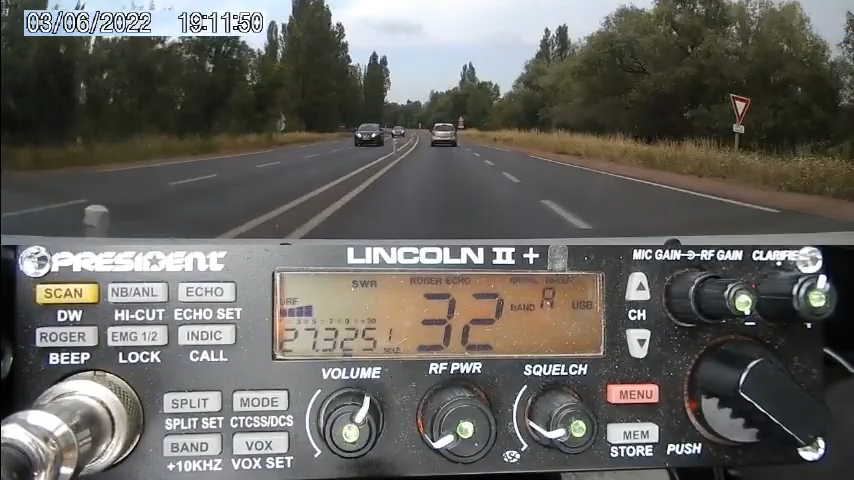 03/06/2022 19:11:50
PRESIDENT LINCOLN II + MIC GAIN RF GAIN CLARIFIER
SCAN NB/ANL ECHO
DW HI-CUT ECHO SET
ROGER EMG 1/2 INDIC
BEEP LOCK CALL
SWR ROGER ECHO
32 BAND A USB
27.325
CH
VOLUME RF PWR SQUELCH
SPLIT MODE
SPLIT SET CTCSS/DCS
BAND VOX
+10KHZ VOX SET
ASC
MENU
MEM
STORE PUSH